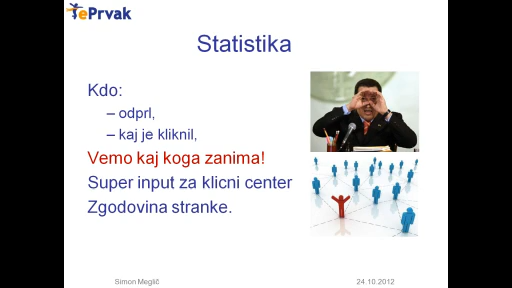 ePrvak
Statistika
Kdo:
– odprl,
– kaj je kliknil,
Vemo kaj koga zanima!
Super input za klicni center
Zgodovina stranke.
Simon Meglič
24.10.2012